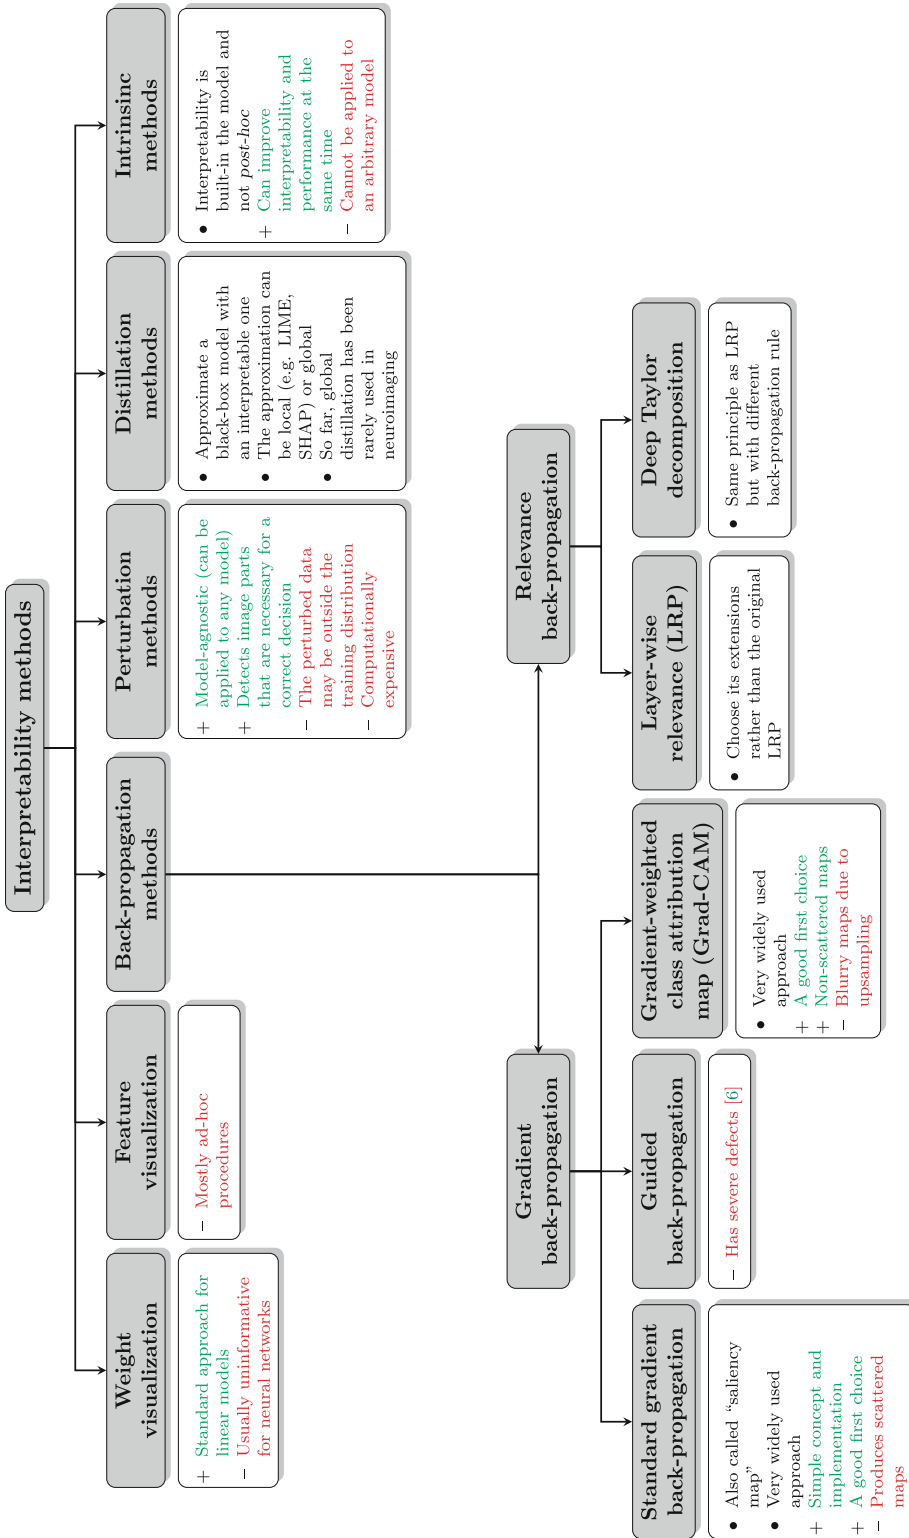 Interpretability methods
Weight
visualization
+ Standard approach for
linear models
− Usually uninformative
for neural networks
Feature
visualization
− Mostly ad-hoc
procedures
Back-propagation
methods
Perturbation
methods
+ Model-agnostic (can be
applied to any model)
+ Detects image parts
that are necessary for a
correct decision
− The perturbed data
may be outside the
training distribution
− Computationally
expensive
Distillation
methods
• Approximate a
black-box model with
an interpretable one
• The approximation can
be local (e.g. LIME,
SHAP) or global
• So far, global
distillation has been
rarely used in
neuroimaging
Intrinsinc
methods
• Interpretability is
built-in the model and
not post-hoc
+ Can improve
interpretability and
performance at the
same time
− Cannot be applied to
an arbitrary model
Gradient
back-propagation
Relevance
back-propagation
Standard gradient
back-propagation
• Also called “saliency
map”
• Very widely used
approach
+ Simple concept and
implementation
+ A good first choice
− Produces scattered
maps
Guided
back-propagation
− Has severe defects [6]
Gradient-weighted
class attribution
map (Grad-CAM)
• Very widely used
approach
+ A good first choice
+ Non-scattered maps
− Blurry maps due to
upsampling
Layer-wise
relevance (LRP)
• Choose its extensions
rather than the original
LRP
Deep Taylor
decomposition
• Same principle as LRP
but with different
back-propagation rule